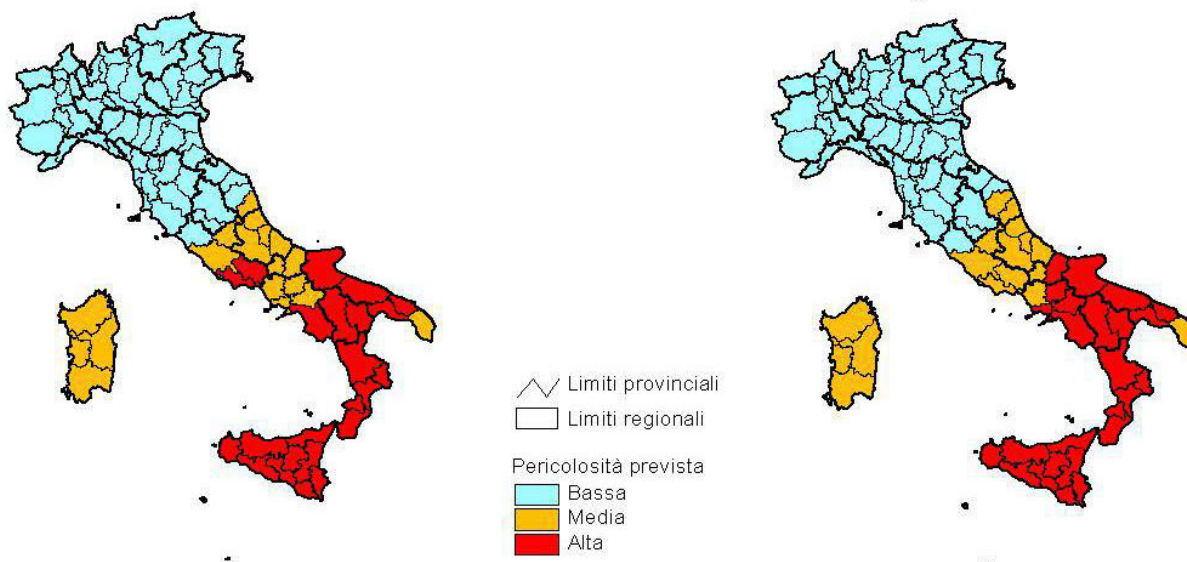 Limiti provinciali
Limiti regionali
Pericolosità prevista
Bassa
Media
Alta